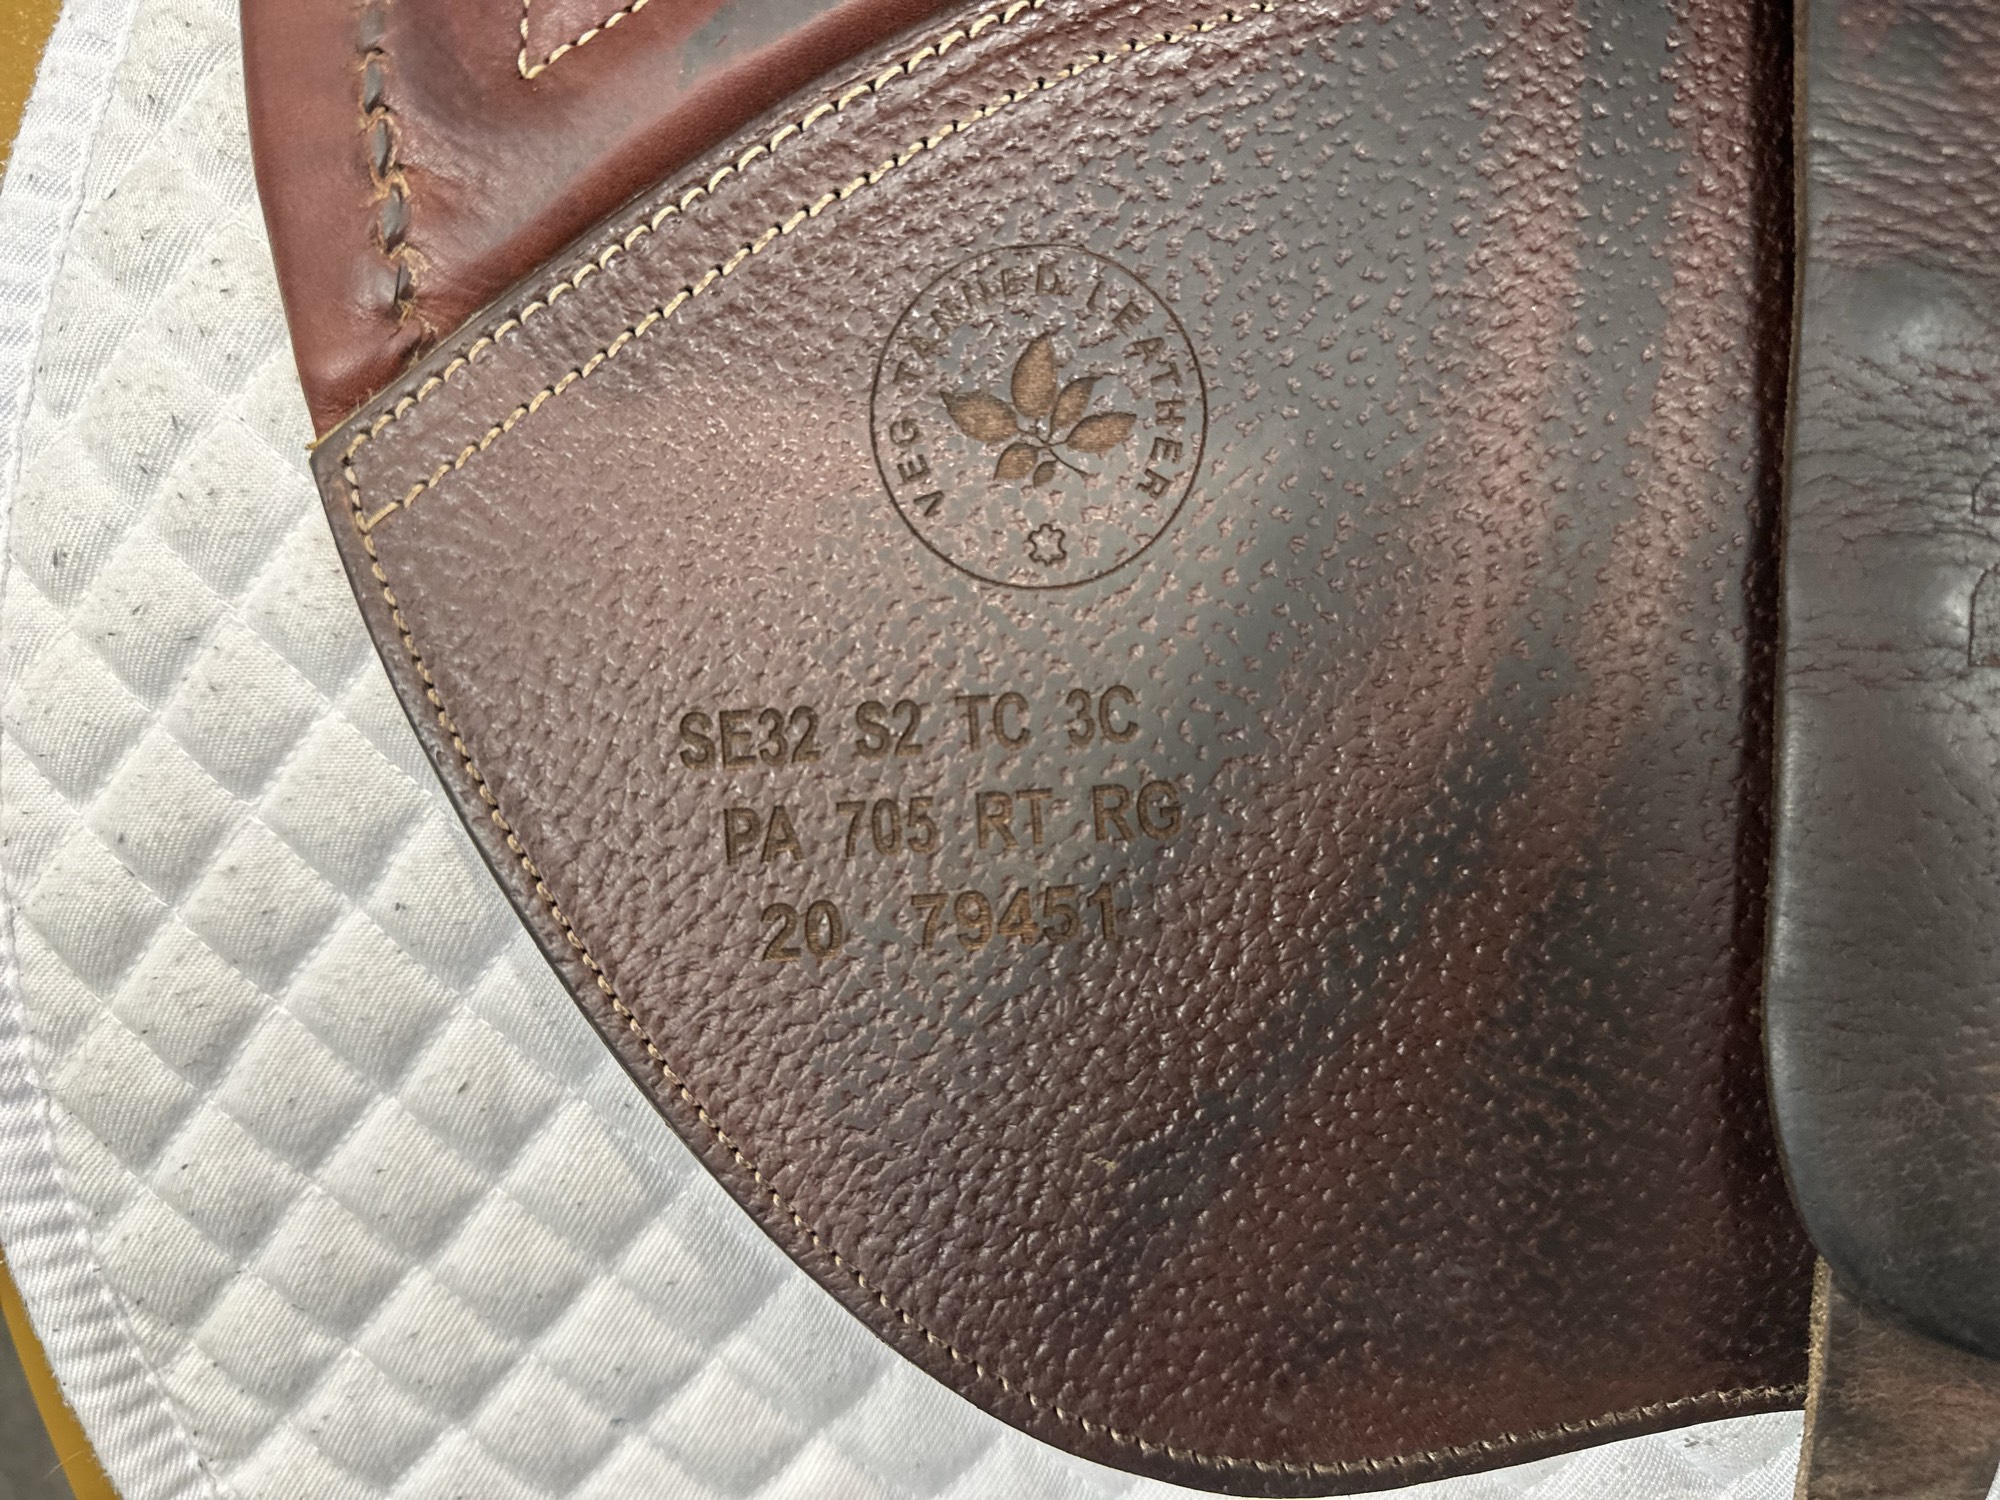 VEG TANNED LEATHER
SE32 S2 TC 3C
PA 705 RT RG
20 79451